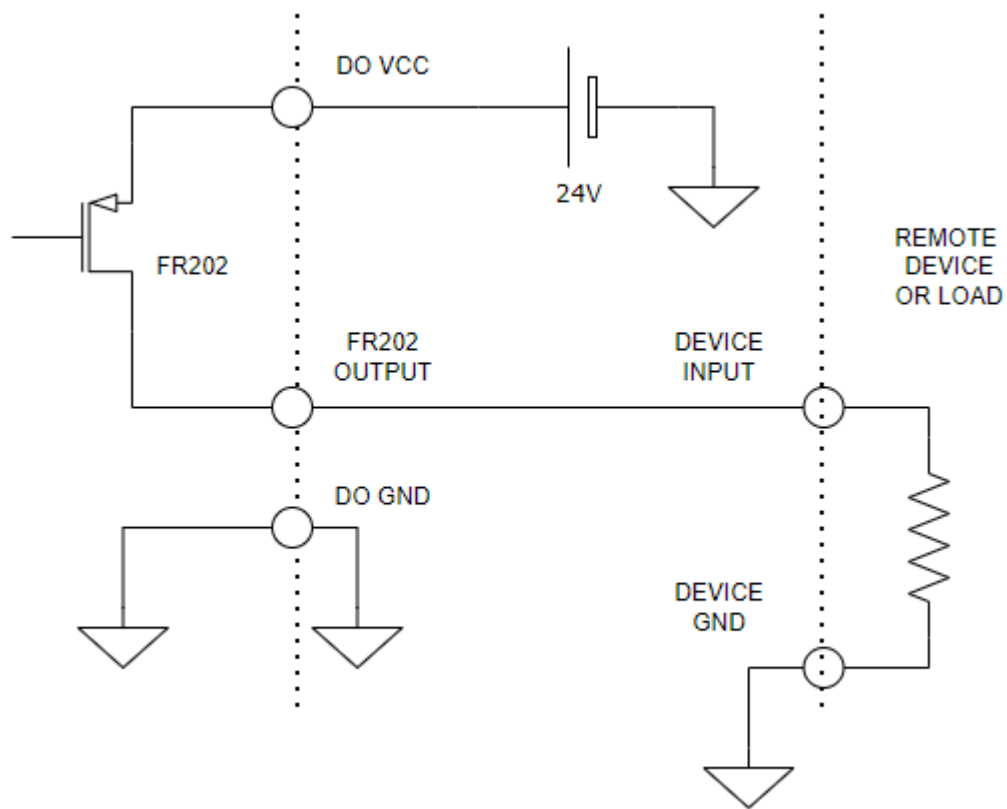 DO VCC
24V
FR202
REMOTE
DEVICE
OR LOAD
FR202
OUTPUT
DEVICE
INPUT
DO GND
DEVICE
GND